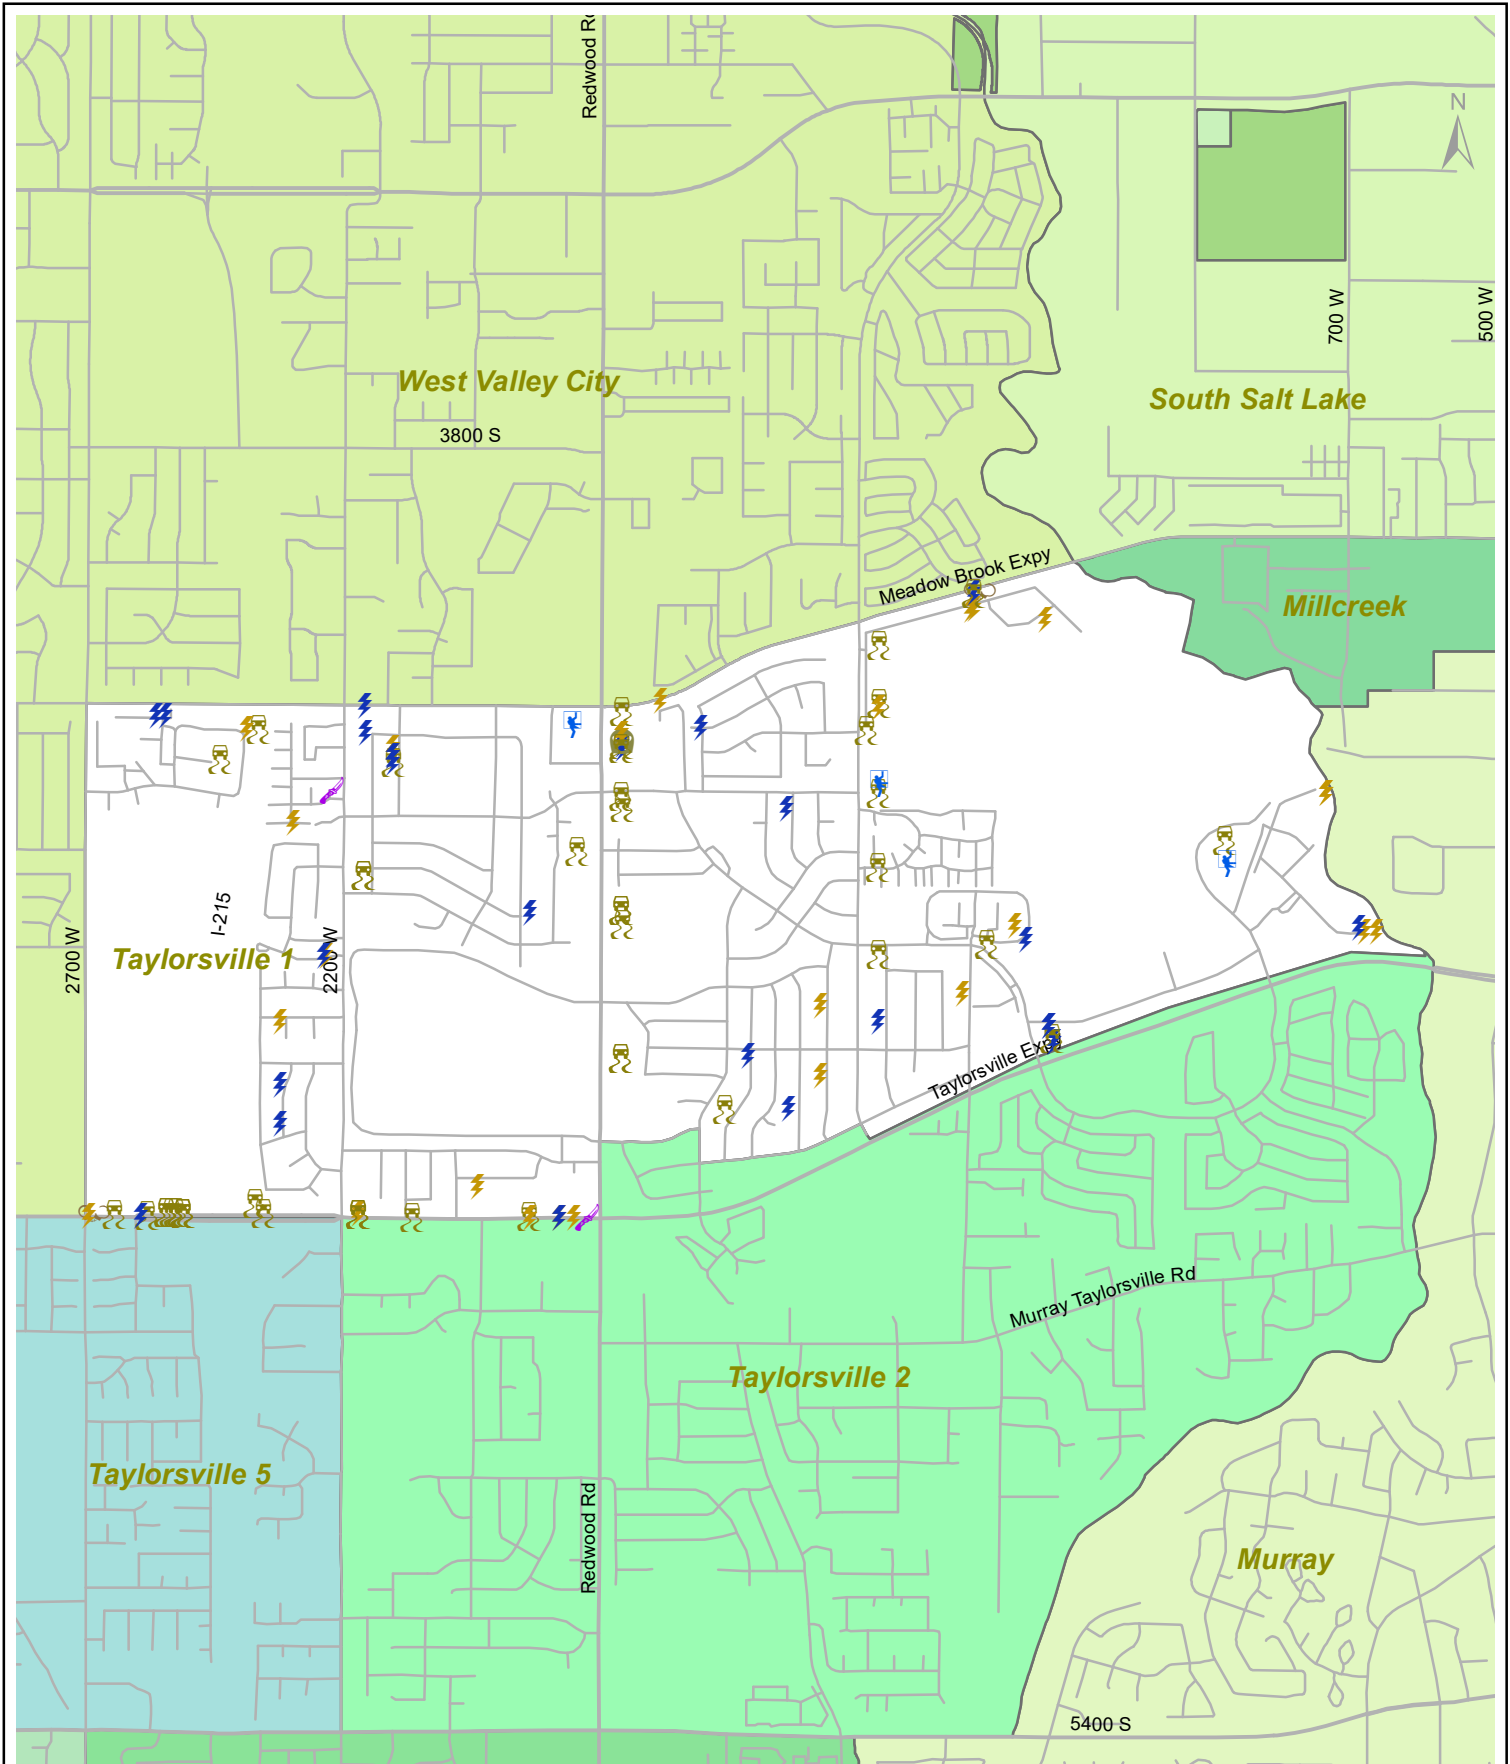 Redwood Rd
N
700 W
500 W
West Valley City
South Salt Lake
3800 S
Meadow Brook Expy
Millcreek
I-215
2700 W
Taylorsville 1
2200 W
Taylorsville Expy
Murray Taylorsville Rd
Taylorsville 2
Taylorsville 5
Redwood Rd
Murray
5400 S